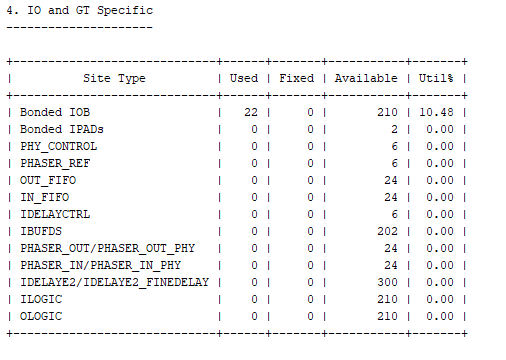 4. IO and GT Specific
---------------------
+-----------------------------+------+-------+-----------+-------+
| Site Type | Used | Fixed | Available | Util% |
+-----------------------------+------+-------+-----------+-------+
| Bonded IOB | 22 | 0 | 210 | 10.48 |
| Bonded IPADs | 0 | 0 | 2 | 0.00 |
| PHY_CONTROL | 0 | 0 | 6 | 0.00 |
| PHASER_REF | 0 | 0 | 6 | 0.00 |
| OUT_FIFO | 0 | 0 | 24 | 0.00 |
| IN_FIFO | 0 | 0 | 24 | 0.00 |
| IDELAYCTRL | 0 | 0 | 6 | 0.00 |
| IBUFDS | 0 | 0 | 202 | 0.00 |
| PHASER_OUT/PHASER_OUT_PHY | 0 | 0 | 24 | 0.00 |
| PHASER_IN/PHASER_IN_PHY | 0 | 0 | 24 | 0.00 |
| IDELAYE2/IDELAYE2_FINEDELAY | 0 | 0 | 300 | 0.00 |
| ILOGIC | 0 | 0 | 210 | 0.00 |
| OLOGIC | 0 | 0 | 210 | 0.00 |
+-----------------------------+------+-------+-----------+-------+